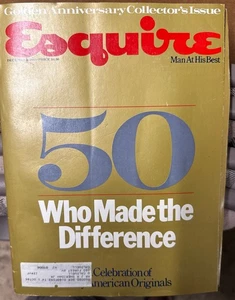 Golden Anniversary Collector's Issue
Esquire
Man At His Best
50
Who Made the
Difference
Celebration of
American Originals